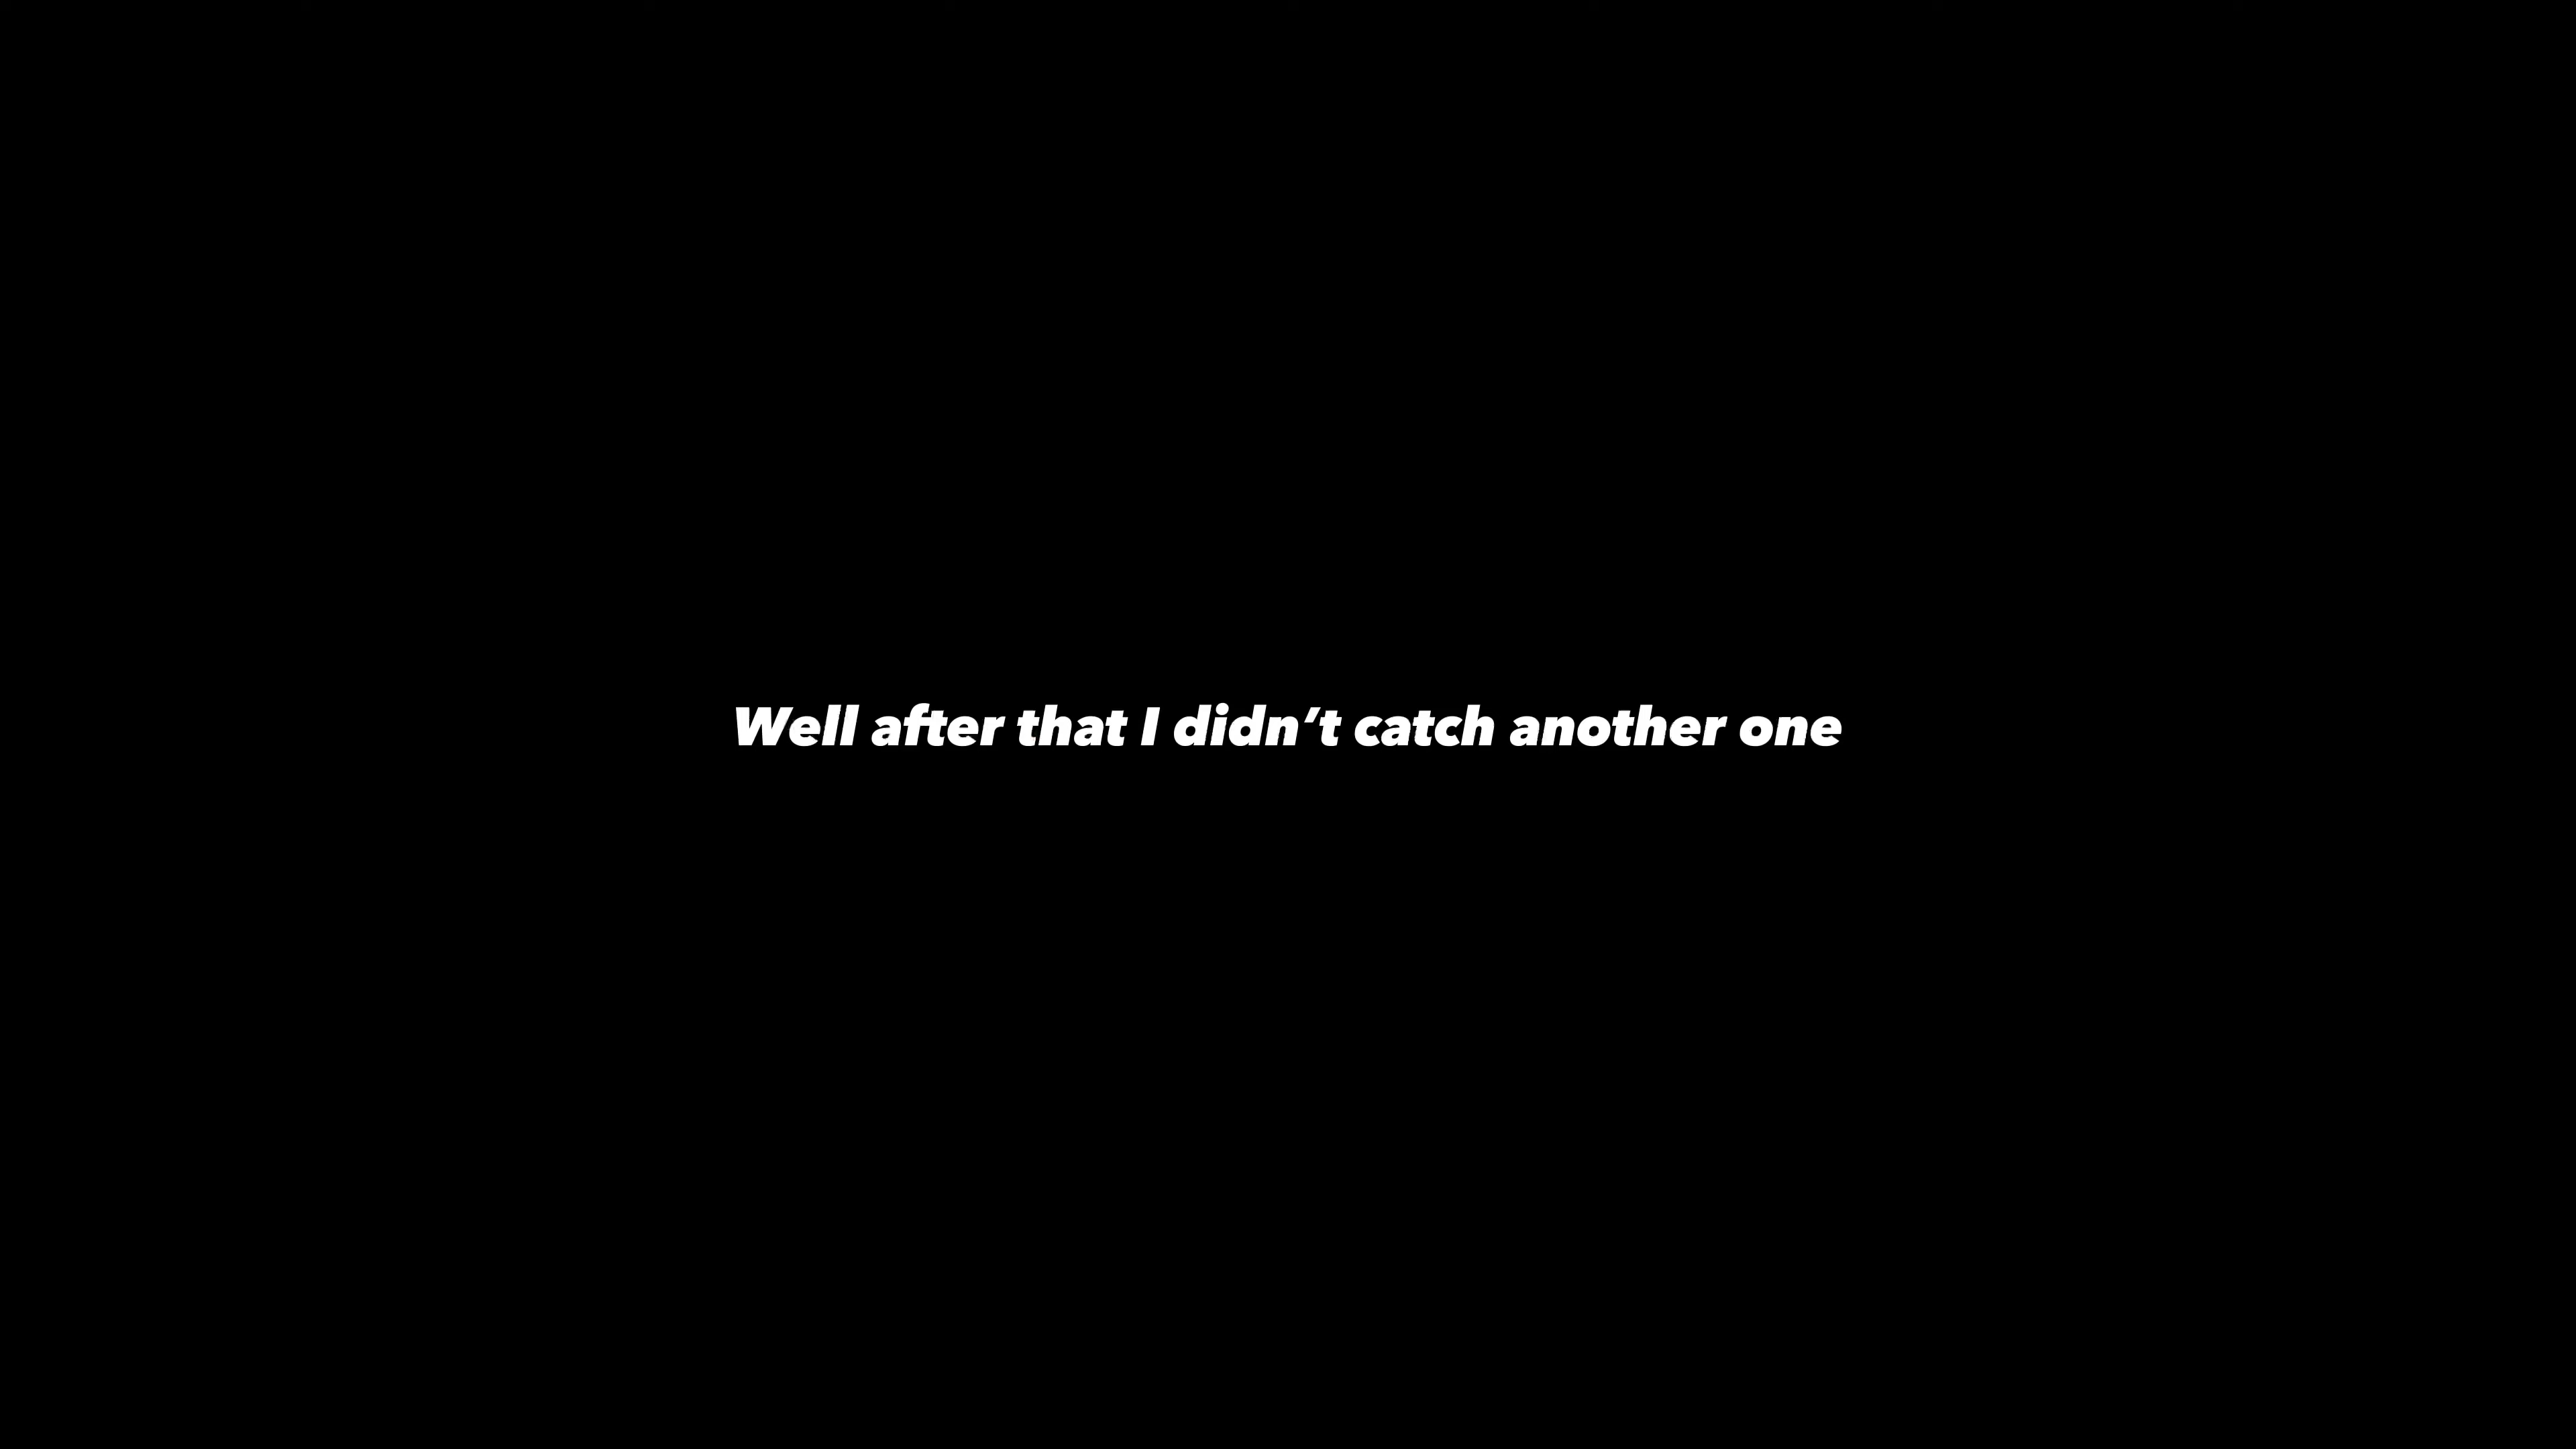 Well after that I didn’t catch another one